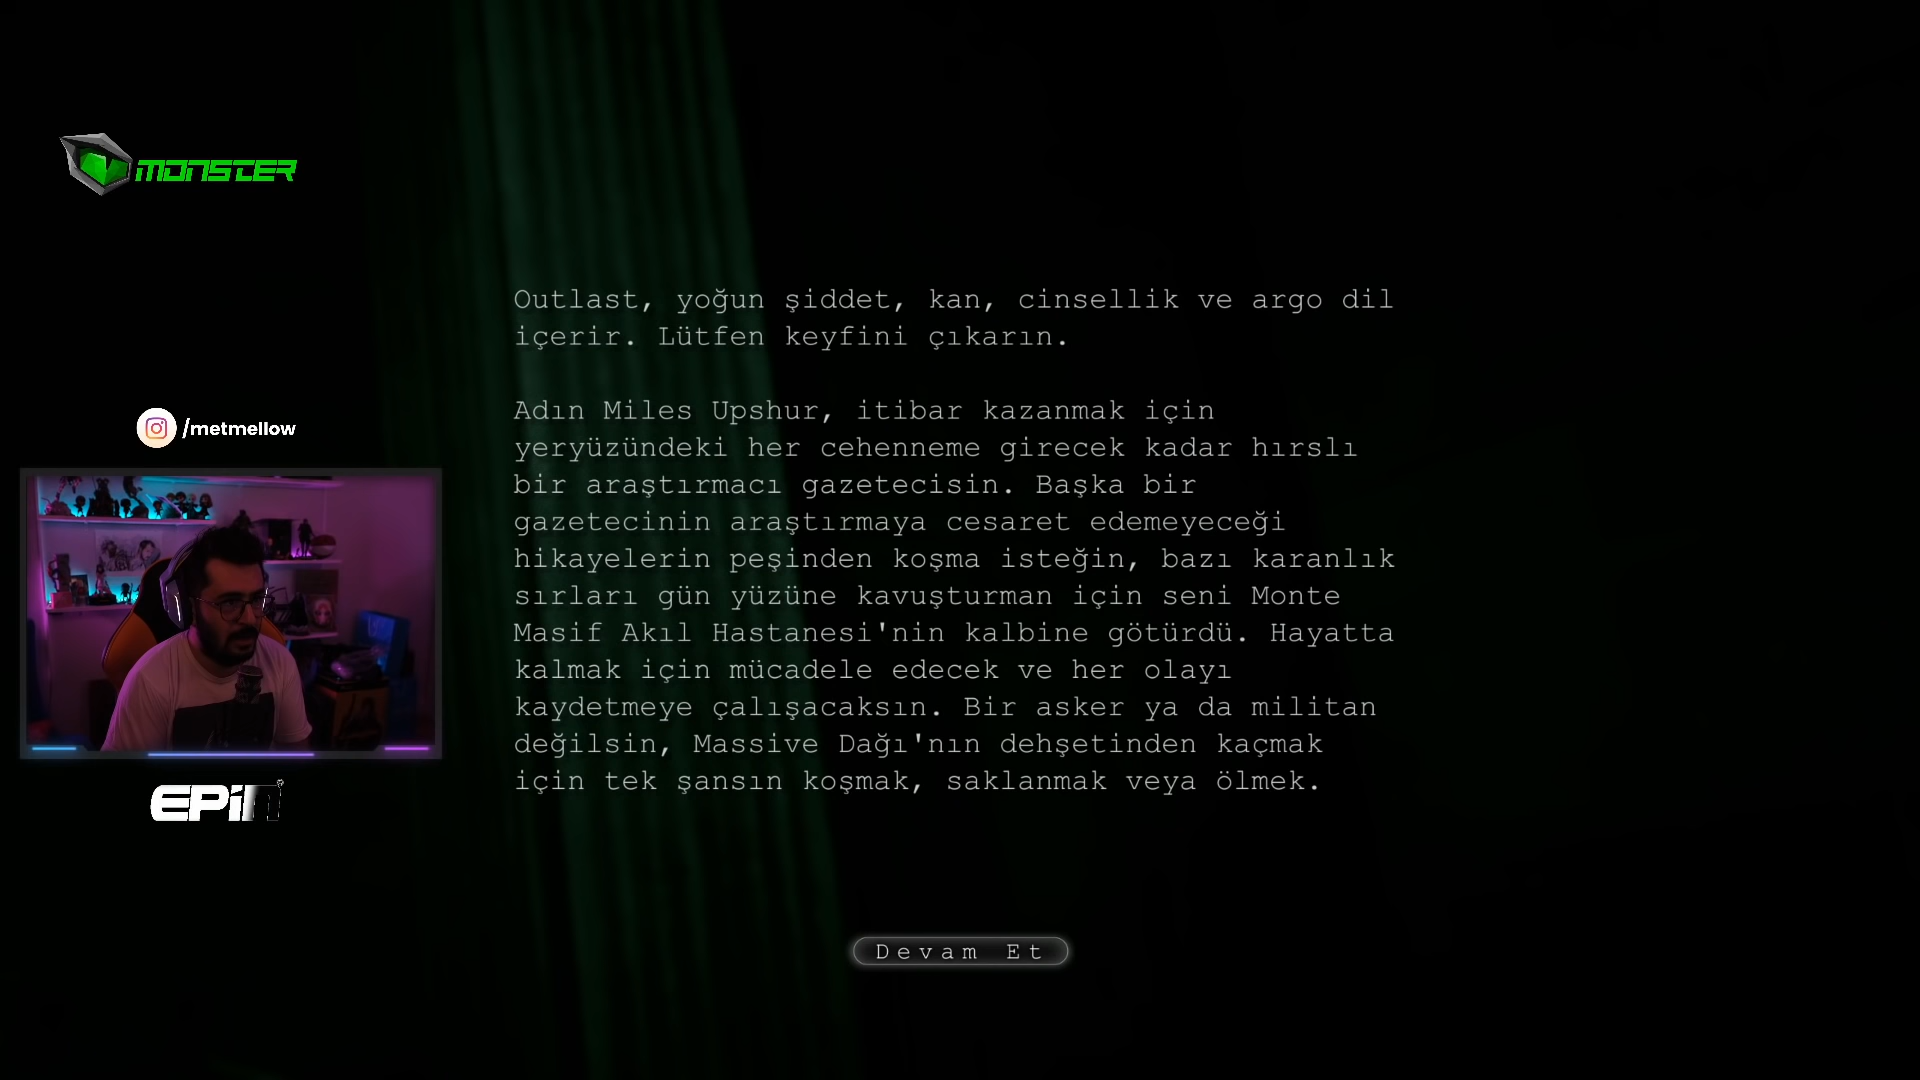 MONSTER
Outlast, yoğun şiddet, kan, cinsellik ve argo dil
içerir. Lütfen keyfini çıkarın.
Adın Miles Upshur, itibar kazanmak için
yeryüzündeki her cehenneme girecek kadar hırslı
bir araştırmacı gazetecisin. Başka bir
gazetecinin araştırmaya cesaret edemeyeceği
hikayelerin peşinden koşma isteğin, bazı karanlık
sırları gün yüzüne kavuşturman için seni Monte
Masif Akıl Hastanesi'nin kalbine götürdü. Hayatta
kalmak için mücadele edecek ve her olayı
kaydetmeye çalışacaksın. Bir asker ya da militan
değilsin, Massive Dağı'nın dehşetinden kaçmak
için tek şansın koşmak, saklanmak veya ölmek.
/metmellow
EPİN
Devam Et